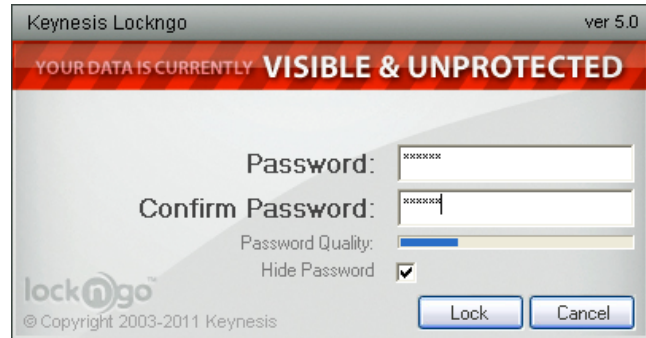 Keynesis Lockngo ver 5.0
YOUR DATA IS CURRENTLY VISIBLE & UNPROTECTED
Password: ××××××
Confirm Password: ××××××
Password Quality:
Hide Password
lockngo™
© Copyright 2003-2011 Keynesis
Lock Cancel